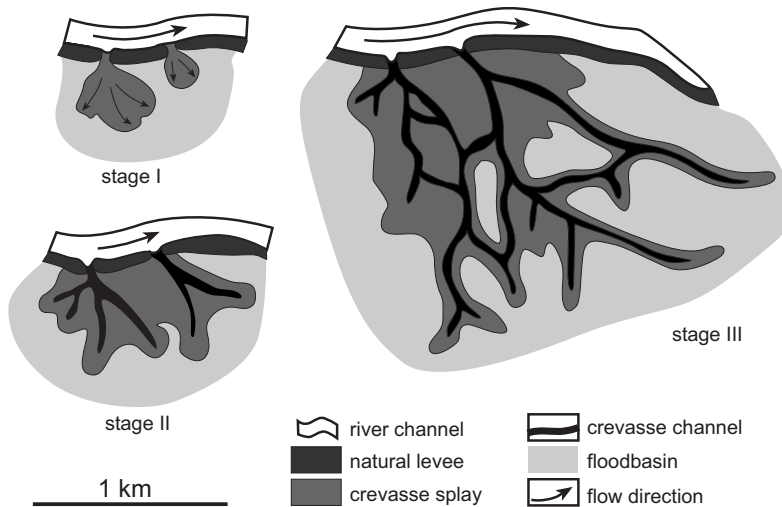 stage I
stage II
stage III
1 km
river channel
natural levee
crevasse splay
crevasse channel
floodbasin
flow direction